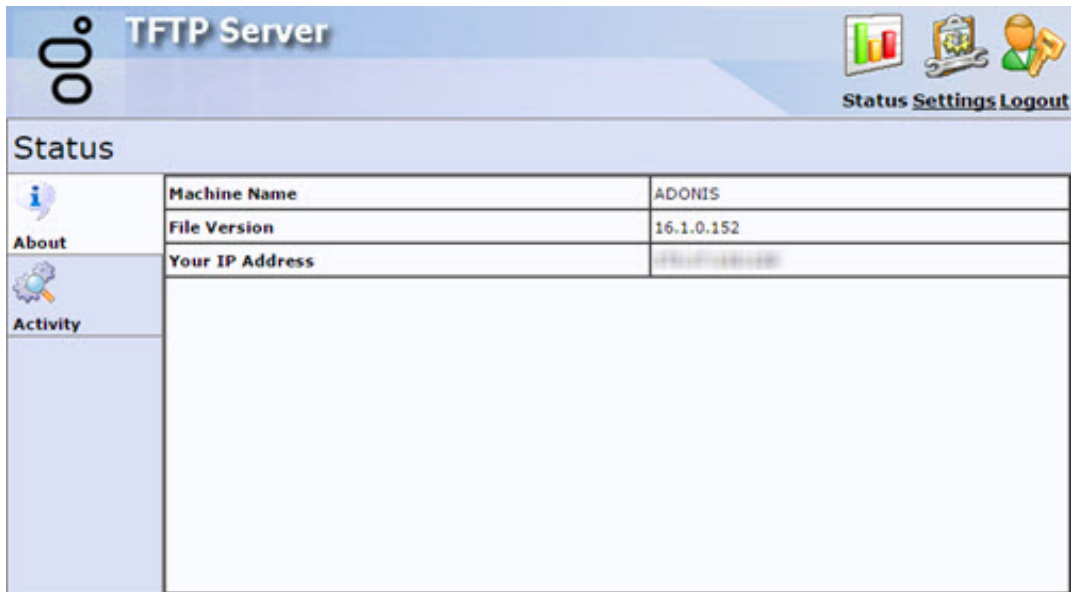 TFTP Server
Status Settings Logout
Status
About
Activity
Machine Name ADONIS
File Version 16.1.0.152
Your IP Address